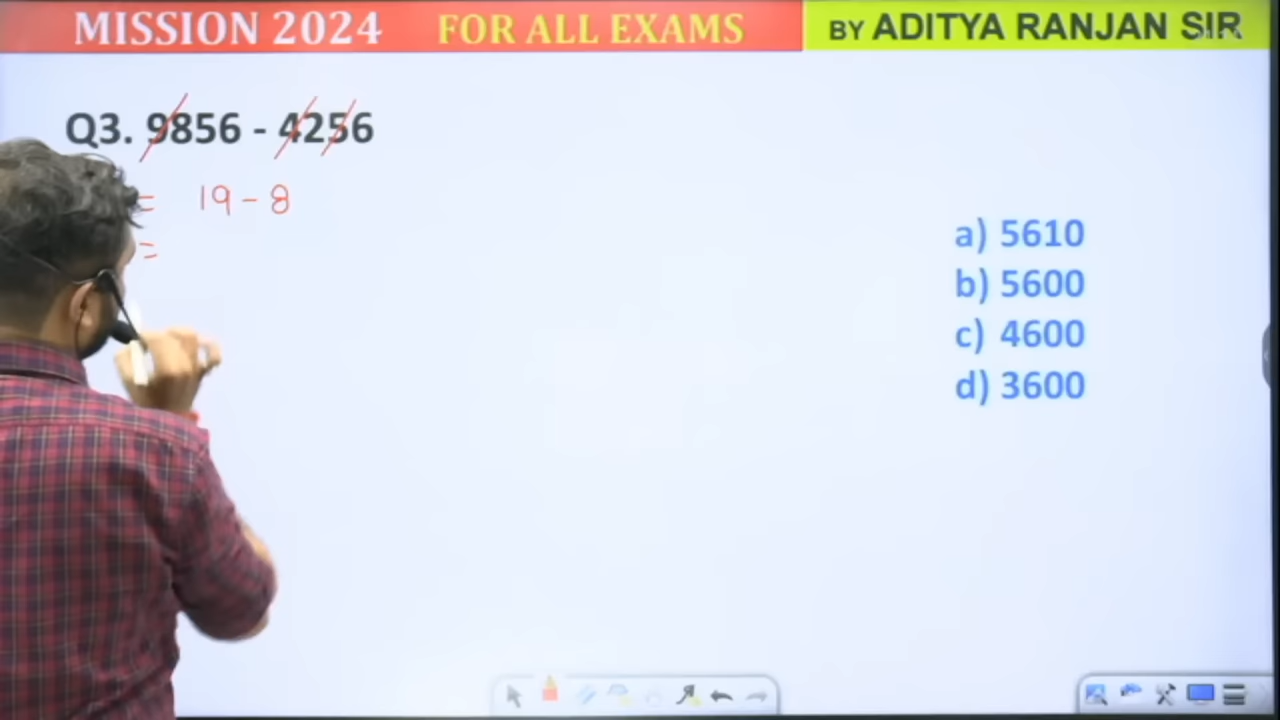 MISSION 2024 FOR ALL EXAMS BY ADITYA RANJAN SIR
Q3. 9856 - 4256
= 19 - 8
=
a) 5610
b) 5600
c) 4600
d) 3600